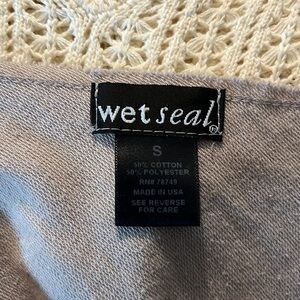 wet seal®
S
50% COTTON
50% POLYESTER
RN# 78749
MADE IN USA
SEE REVERSE
FOR CARE